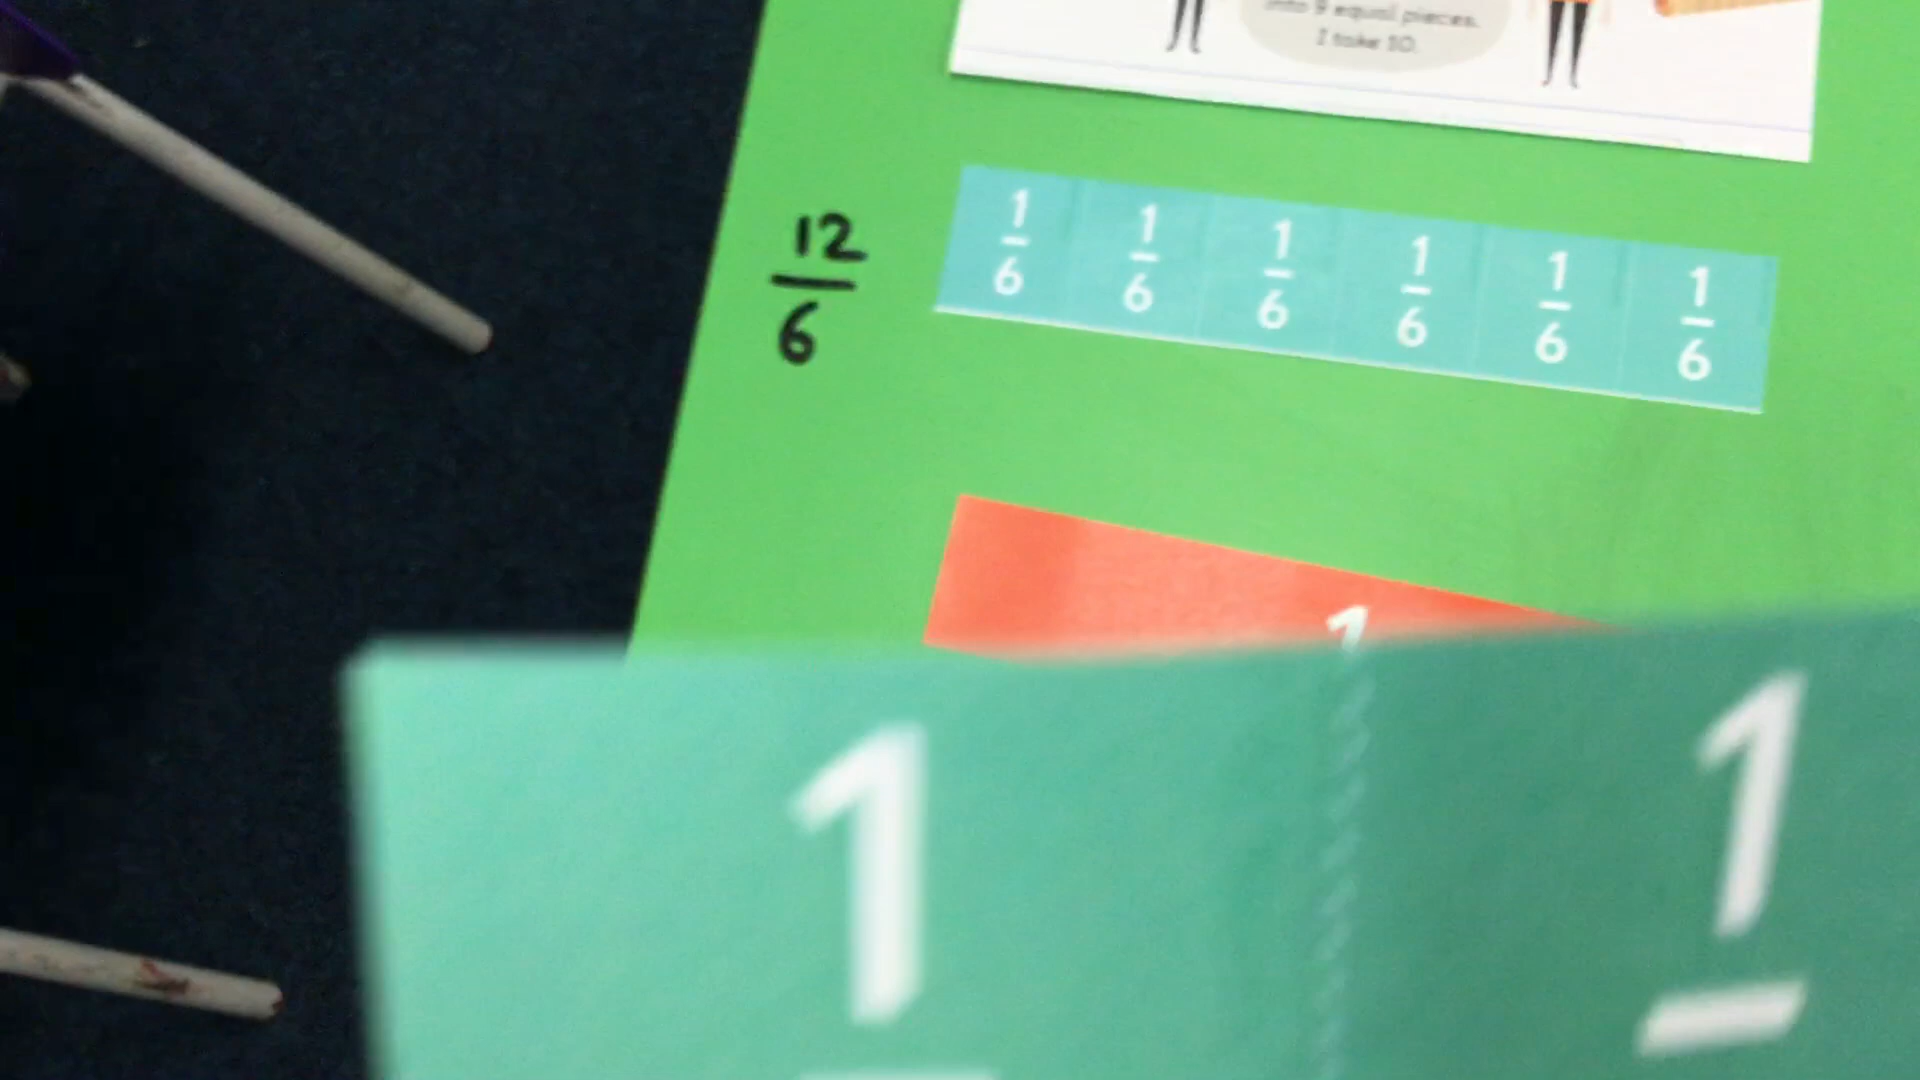 into 9 equal pieces.
I take 10.
12
6
1 1 1 1 1 1
6 6 6 6 6 6
1
1 1